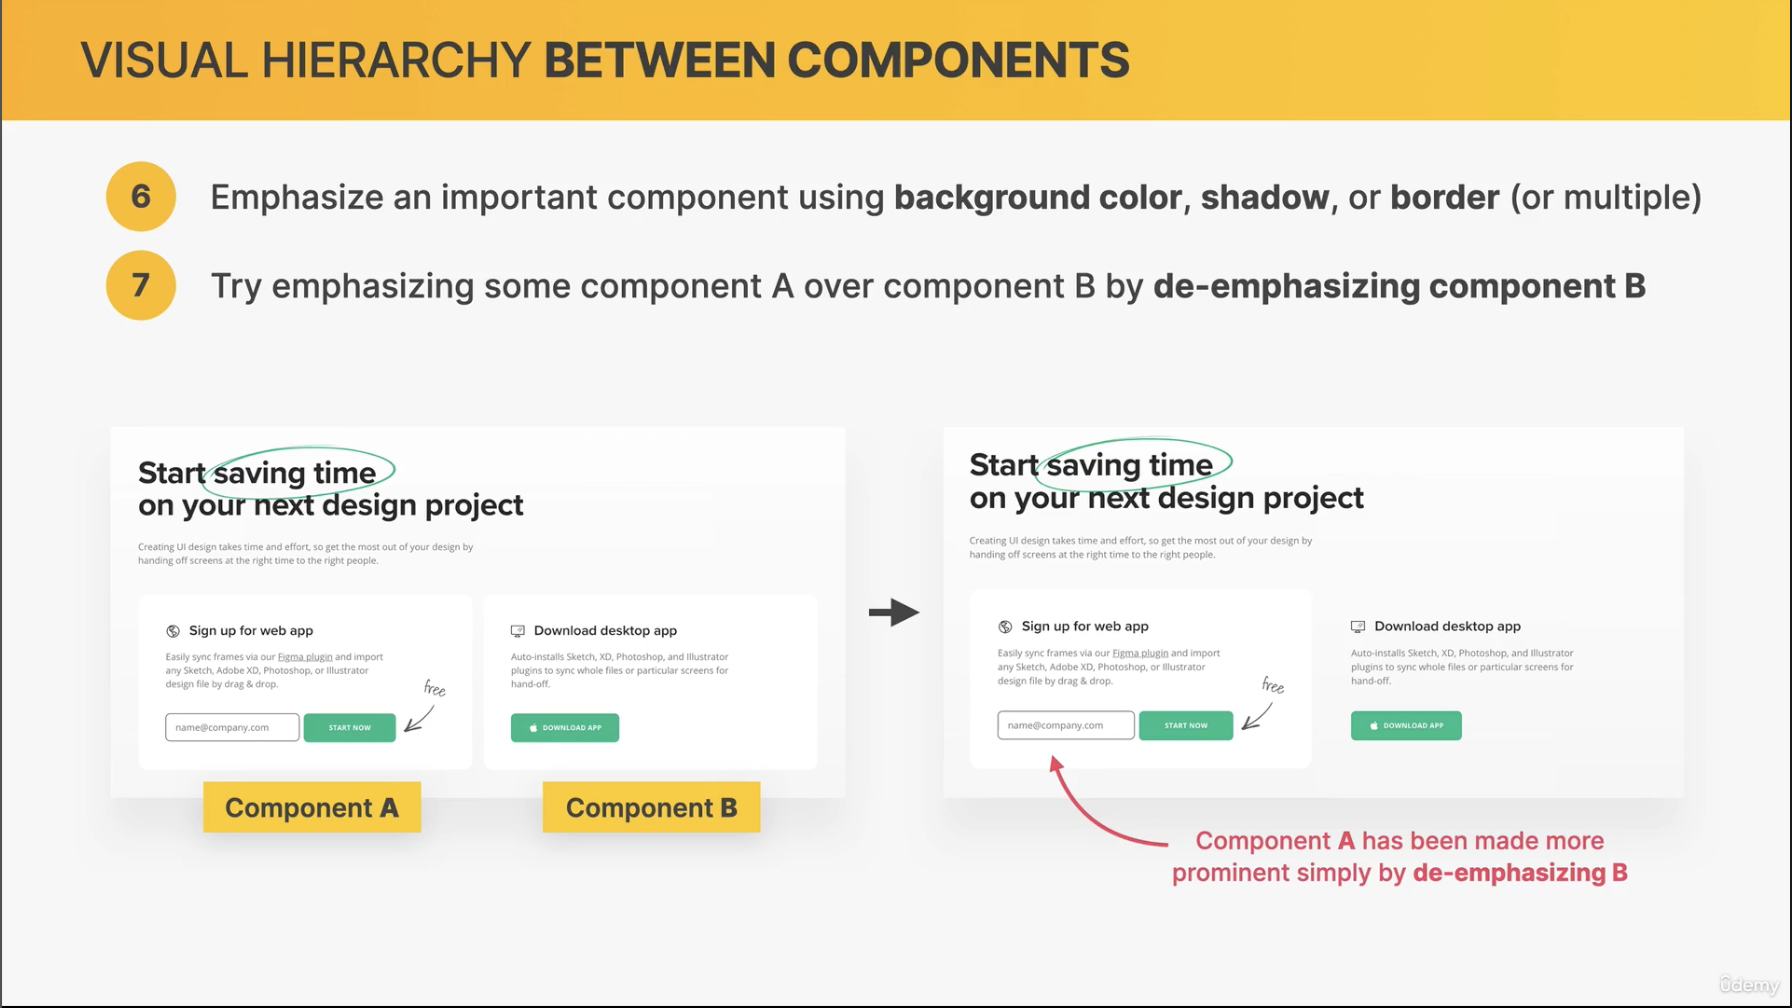 VISUAL HIERARCHY BETWEEN COMPONENTS
6 Emphasize an important component using background color, shadow, or border (or multiple)
7 Try emphasizing some component A over component B by de-emphasizing component B
Start saving time
on your next design project
Creating UI design takes time and effort, so get the most out of your design by
handing off screens at the right time to the right people.
Sign up for web app
Easily sync frames via our Figma plugin and import
any Sketch, Adobe XD, Photoshop, or Illustrator
design file by drag & drop.
free
name@company.com
START NOW
Download desktop app
Auto-installs Sketch, XD, Photoshop, and Illustrator
plugins to sync whole files or particular screens for
hand-off.
DOWNLOAD APP
Component A
Component B
Start saving time
on your next design project
Creating UI design takes time and effort, so get the most out of your design by
handing off screens at the right time to the right people.
Sign up for web app
Easily sync frames via our Figma plugin and import
any Sketch, Adobe XD, Photoshop, or Illustrator
design file by drag & drop.
free
name@company.com
START NOW
Download desktop app
Auto-installs Sketch, XD, Photoshop, and Illustrator
plugins to sync whole files or particular screens for
hand-off.
DOWNLOAD APP
Component A has been made more
prominent simply by de-emphasizing B
ûdemy